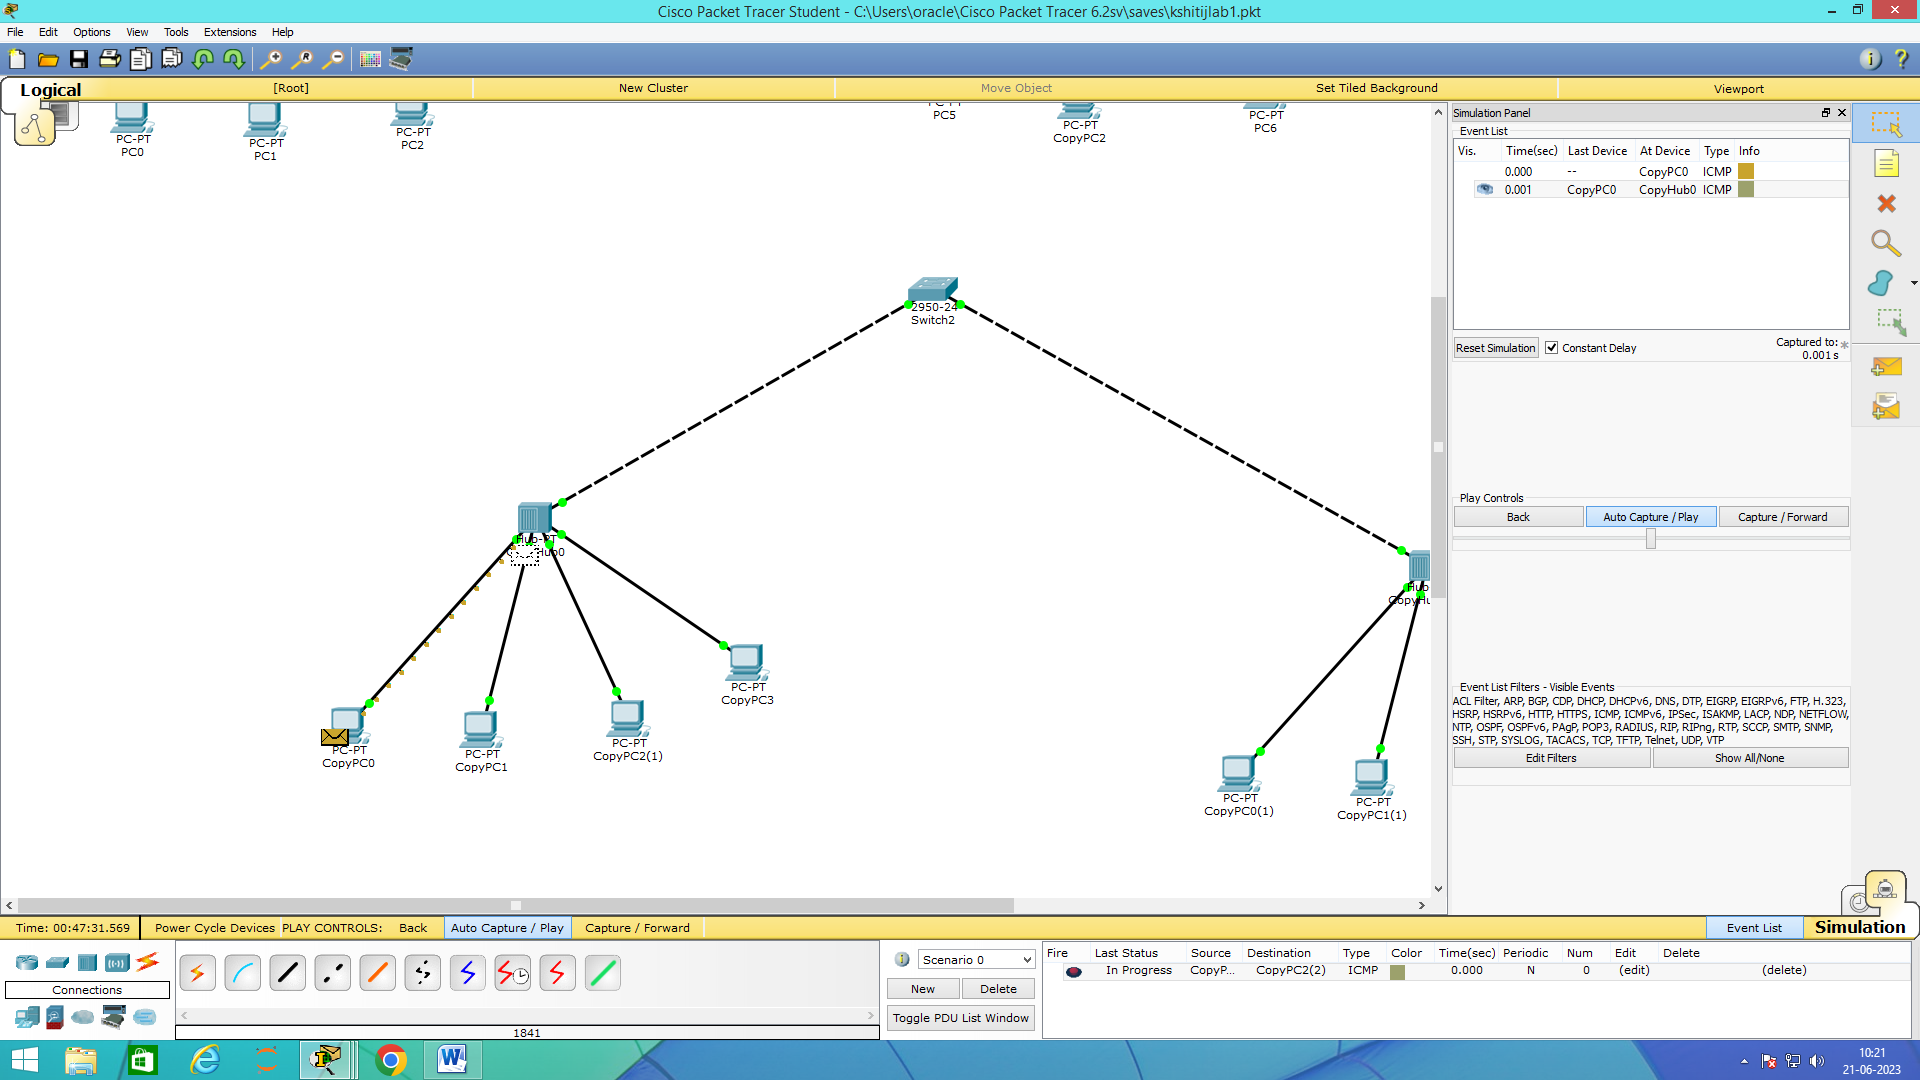 Cisco Packet Tracer Student - C:\Users\oracle\Cisco Packet Tracer 6.2sv\saves\kshitijlab1.pkt
File Edit Options View Tools Extensions Help
Logical [Root] New Cluster Move Object Set Tiled Background Viewport
PC-PT
PC0
PC-PT
PC1
PC-PT
PC2
PC-PT
PC5
PC-PT
CopyPC2
PC-PT
PC6
2950-24
Switch2
Hub-PT
Hub0
PC-PT
CopyPC0
PC-PT
CopyPC1
PC-PT
CopyPC2(1)
PC-PT
CopyPC3
Hub
CopyHu
PC-PT
CopyPC0(1)
PC-PT
CopyPC1(1)
Simulation Panel
Event List
Vis. Time(sec) Last Device At Device Type Info
0.000 -- CopyPC0 ICMP
0.001 CopyPC0 CopyHub0 ICMP
Reset Simulation Constant Delay Captured to: *
0.001 s
Play Controls
Back Auto Capture / Play Capture / Forward
Event List Filters - Visible Events
ACL Filter, ARP, BGP, CDP, DHCP, DHCPv6, DNS, DTP, EIGRP, EIGRPv6, FTP, H.323,
HSRP, HSRPv6, HTTP, HTTPS, ICMP, ICMPv6, IPSec, ISAKMP, LACP, NDP, NETFLOW,
NTP, OSPF, OSPFv6, PAgP, POP3, RADIUS, RIP, RIPng, RTP, SCCP, SMTP, SNMP,
SSH, STP, SYSLOG, TACACS, TCP, TFTP, Telnet, UDP, VTP
Edit Filters Show All/None
Time: 00:47:31.569 Power Cycle Devices PLAY CONTROLS: Back Auto Capture / Play Capture / Forward Event List Simulation
Connections
1841
Scenario 0
New Delete
Toggle PDU List Window
Fire Last Status Source Destination Type Color Time(sec) Periodic Num Edit Delete
In Progress CopyP... CopyPC2(2) ICMP 0.000 N 0 (edit) (delete)
10:21
21-06-2023